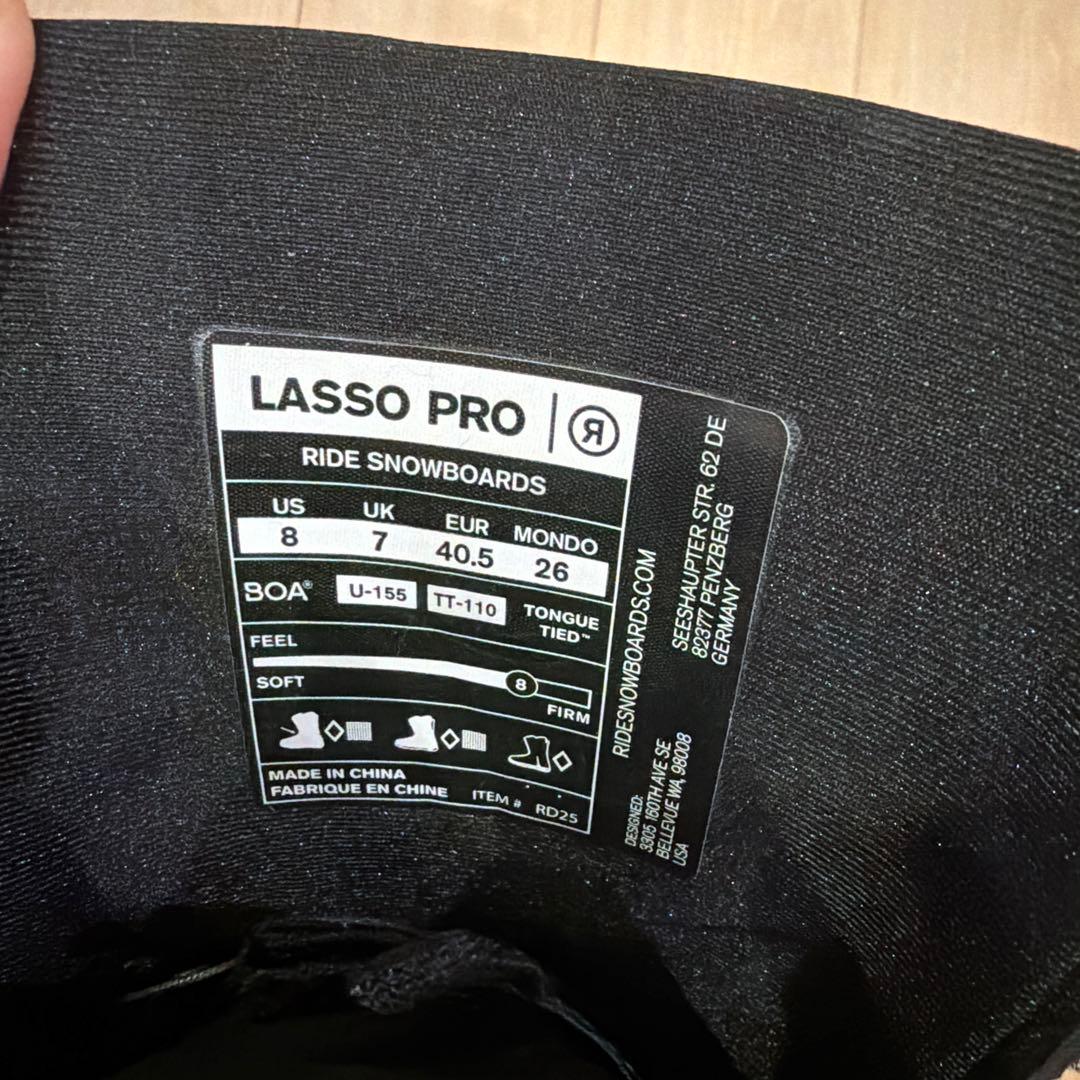 LASSO PRO | Я
RIDE SNOWBOARDS
US UK EUR MONDO
8 7 40.5 26
BOA® U-155 TT-110 TONGUE
TIED™
FEEL
8
SOFT FIRM
MADE IN CHINA
FABRIQUE EN CHINE ITEM # RD25
RIDESNOWBOARDS.COM
SEESHAUPTER STR. 62 DE
82377 PENZBERG
GERMANY
DESIGNED:
3305 160TH AVE SE
BELLEVUE WA, 98008
USA